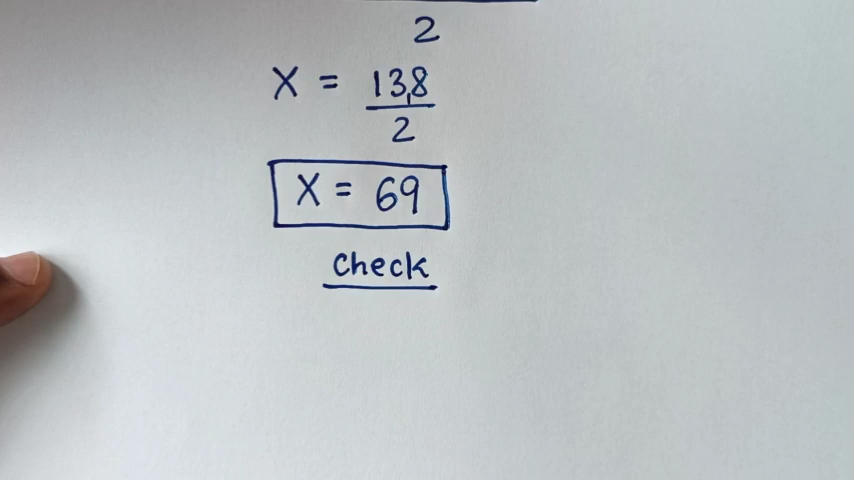 2
X = 13,8
2
X = 69
check